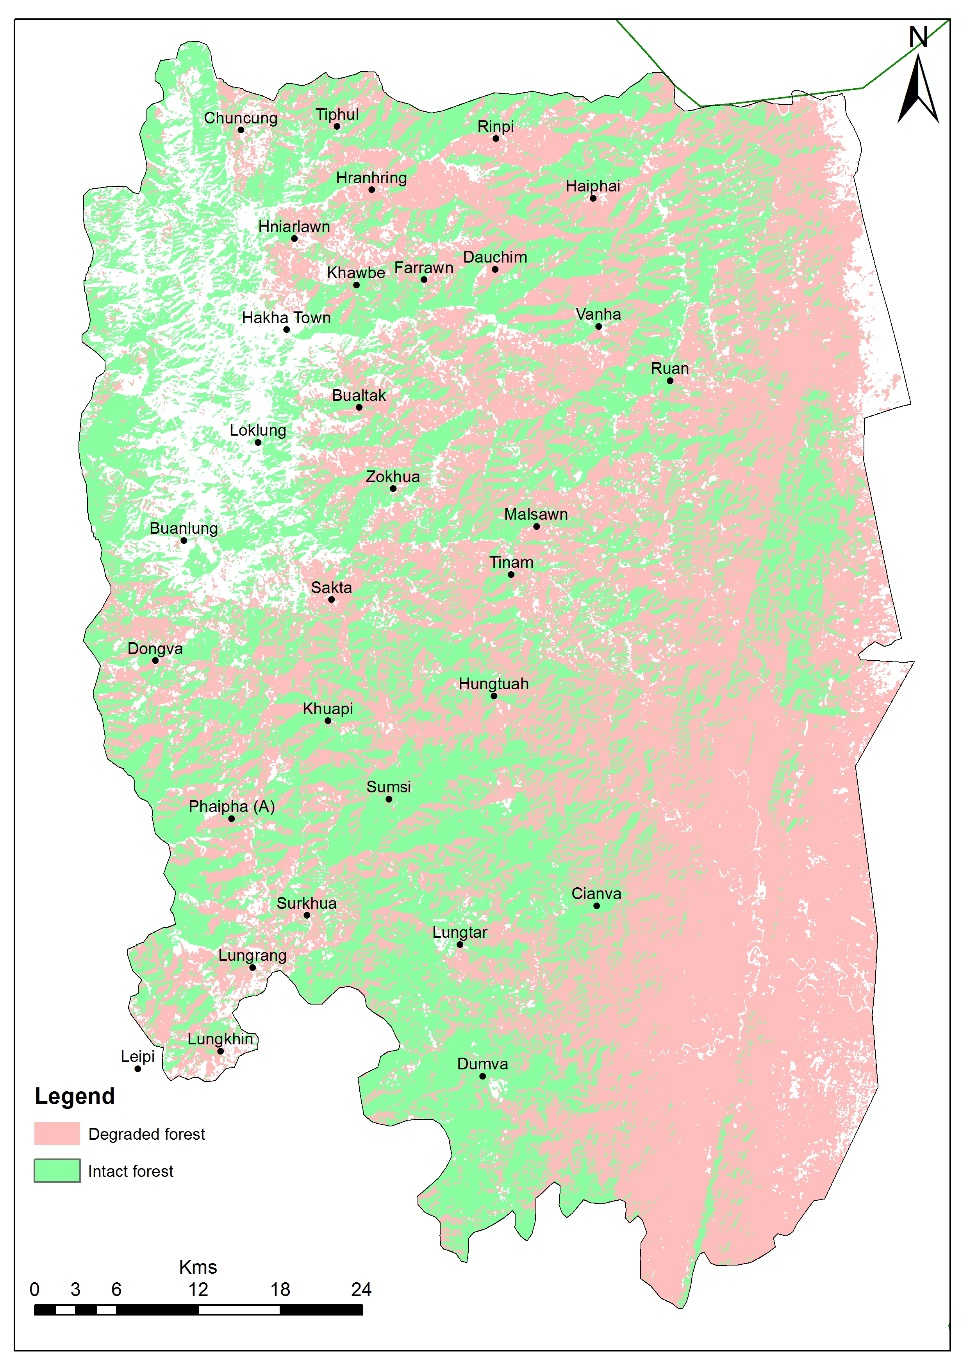 N
Chuncung
Tiphul
Rinpi
Hranhring
Haiphai
Hniarlawn
Khawbe
Farrawn
Dauchim
Hakha Town
Vanha
Ruan
Bualtak
Loklung
Zokhua
Malsawn
Buanlung
Tinam
Sakta
Dongva
Hungtuah
Khuapi
Sumsi
Phaipha (A)
Cianva
Surkhua
Lungtar
Lungrang
Lungkhin
Leipi
Dumva
Legend
Degraded forest
Intact forest
Kms
0 3 6 12 18 24